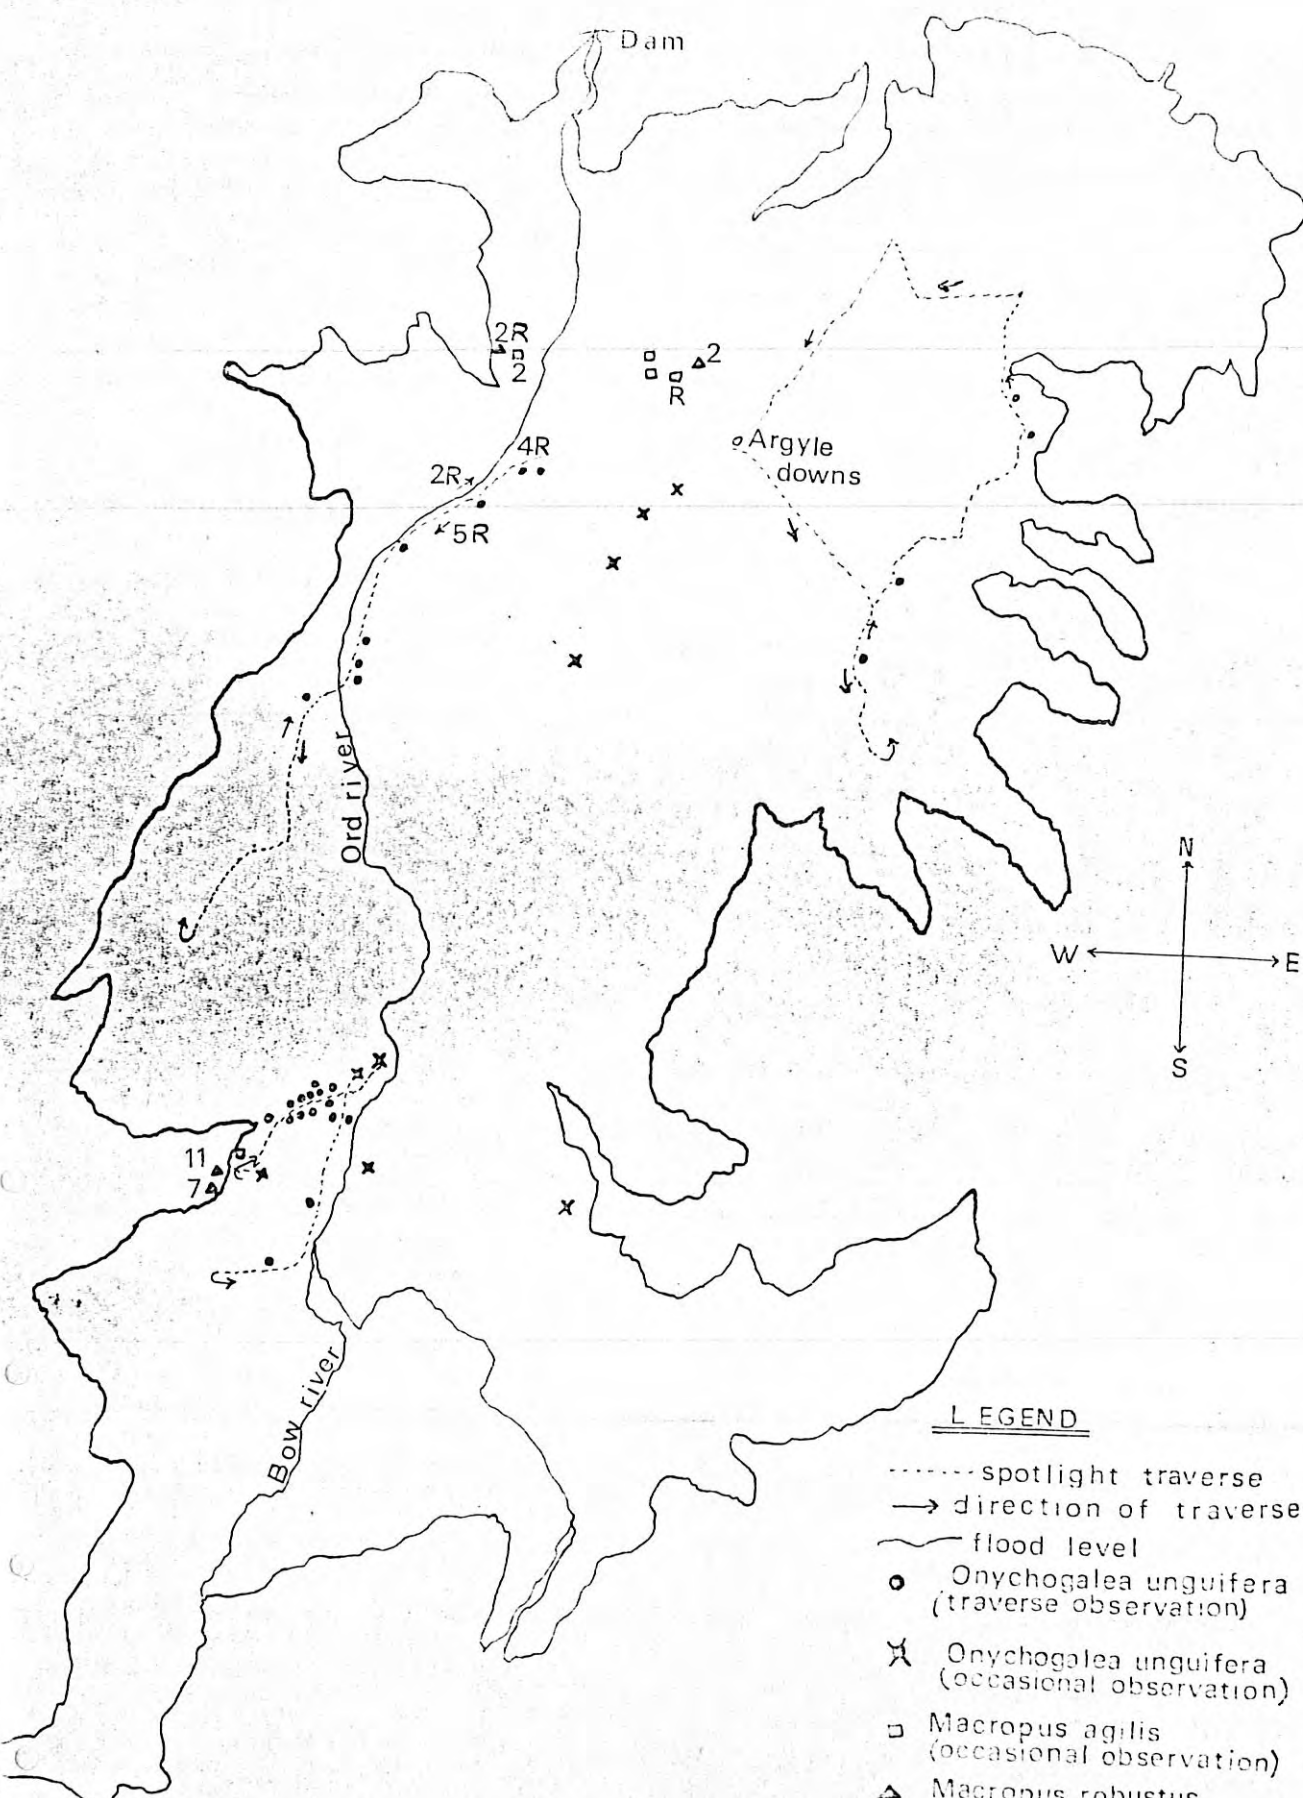 Dam
2R
2
2
R
Argyle
downs
4R
2R
5R
Ord river
N
W
E
S
11
7
Bow river
LEGEND
spotlight traverse
direction of traverse
flood level
Onychogalea unguifera
(traverse observation)
Onychogalea unguifera
(occasional observation)
Macropus agilis
(occasional observation)
Macropus robustus